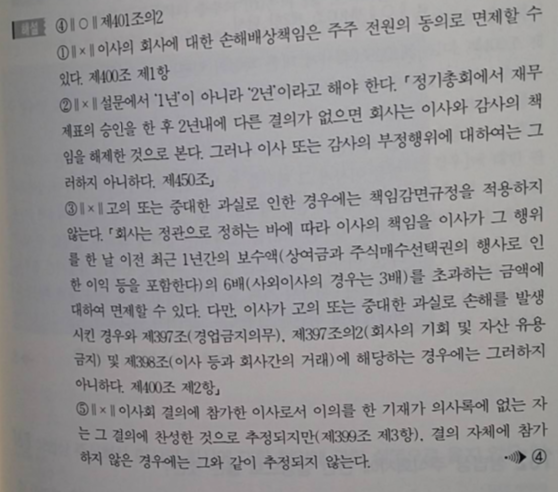 해설 ④ ∥○∥ 제401조의2
① ∥×∥ 이사의 회사에 대한 손해배상책임은 주주 전원의 동의로 면제할 수
있다. 제400조 제1항
② ∥×∥ 설문에서 '1년'이 아니라 '2년'이라고 해야 한다. 「정기총회에서 재무
제표의 승인을 한 후 2년내에 다른 결의가 없으면 회사는 이사와 감사의 책
임을 해제한 것으로 본다. 그러나 이사 또는 감사의 부정행위에 대하여는 그
러하지 아니하다. 제450조」
③ ∥×∥ 고의 또는 중대한 과실로 인한 경우에는 책임감면규정을 적용하지
않는다. 「회사는 정관으로 정하는 바에 따라 이사의 책임을 이사가 그 행위
를 한 날 이전 최근 1년간의 보수액(상여금과 주식매수선택권의 행사로 인
한 이익 등을 포함한다)의 6배(사외이사의 경우는 3배)를 초과하는 금액에
대하여 면제할 수 있다. 다만, 이사가 고의 또는 중대한 과실로 손해를 발생
시킨 경우와 제397조(경업금지의무), 제397조의2(회사의 기회 및 자산 유용
금지) 및 제398조(이사 등과 회사간의 거래)에 해당하는 경우에는 그러하지
아니하다. 제400조 제2항」
⑤ ∥×∥ 이사회 결의에 참가한 이사로서 이의를 한 기재가 의사록에 없는 자
는 그 결의에 찬성한 것으로 추정되지만(제399조 제3항), 결의 자체에 참가
하지 않은 경우에는 그와 같이 추정되지 않는다. ④